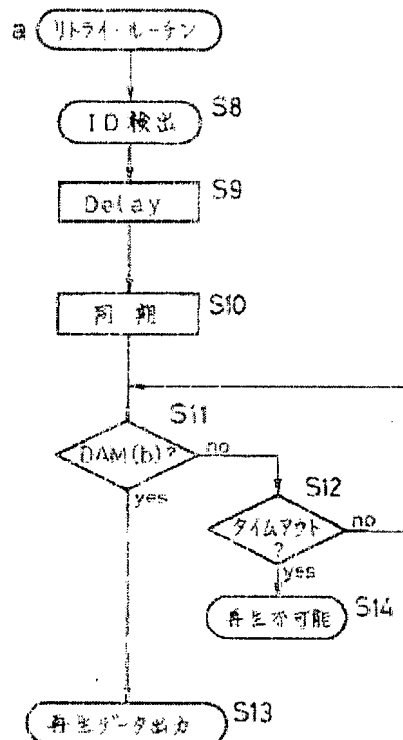 a リトライ・ルーチン
ID検出 S8
Delay S9
同期 S10
S11
DAM(b)? no
yes
S12
タイムアウト no
?
yes
再生不可能 S14
再生データ出力 S13